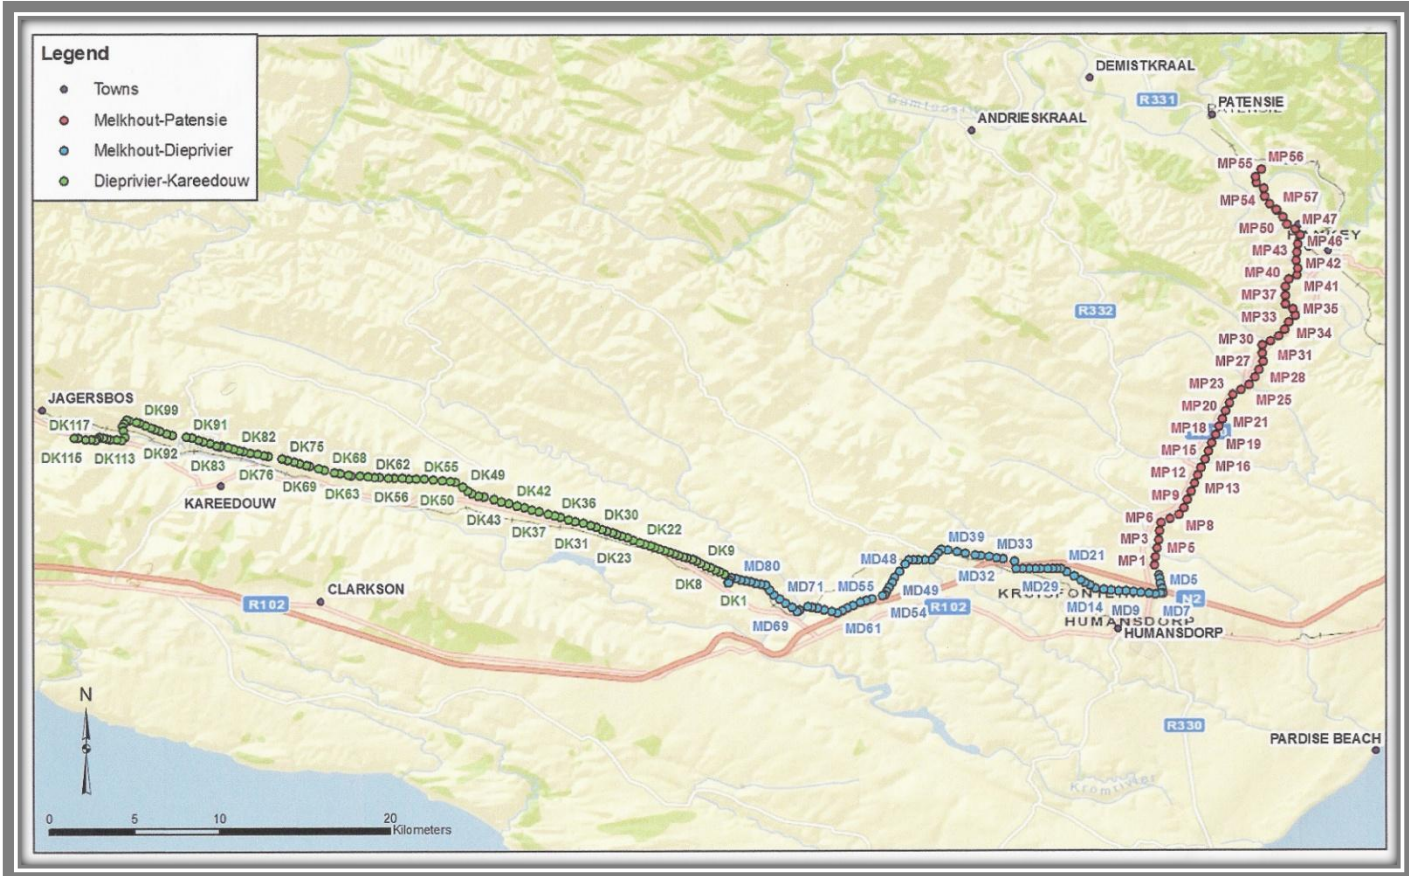 Legend
Towns
Melkhout-Patensie
Melkhout-Dieprivier
Dieprivier-Kareedouw
DEMISTKRAAL
R331
PATENSIE
PATENSIE
Gamtoos
ANDRIESKRAAL
MP56
MP55
MP57
MP54
MP47
MP50
MP46
MP43
MP42
MP40
MP41
MP37
MP35
MP33
MP34
MP30
MP31
MP27
MP28
MP23
MP25
MP20
MP21
MP18
MP19
MP15
MP16
MP12
MP13
MP9
MP8
MP6
MP3
MP5
MP1
R332
JAGERSBOS
DK117
DK99
DK91
DK82
DK75
DK68
DK62
DK55
DK49
DK42
DK36
DK30
DK22
DK9
DK115
DK113
DK92
DK83
DK76
DK69
DK63
DK56
DK50
DK43
DK37
DK31
DK23
DK8
DK1
KAREEDOUW
MD80
MD71
MD69
MD55
MD61
MD48
MD49
MD54
MD39
MD32
MD33
MD21
MD29
MD14
MD9
MD5
MD7
N2
R102
HUMANSDORP
HUMANSDORP
CLARKSON
R102
R330
PARDISE BEACH
Kromrivier
N
0 5 10 20
Kilometers